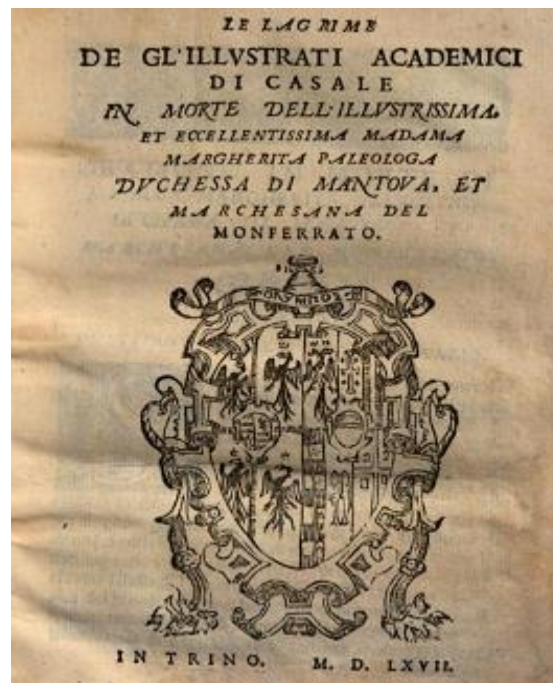 LE LAGRIME
DE GL'ILLVSTRATI ACADEMICI
DI CASALE
IN MORTE DELL'ILLVSTRISSIMA,
ET ECCELLENTISSIMA MADAMA
MARGHERITA PALEOLOGA
DVCHESSA DI MANTOVA, ET
MARCHESANA DEL
MONFERRATO.
IN TRINO. M. D. LXVII.